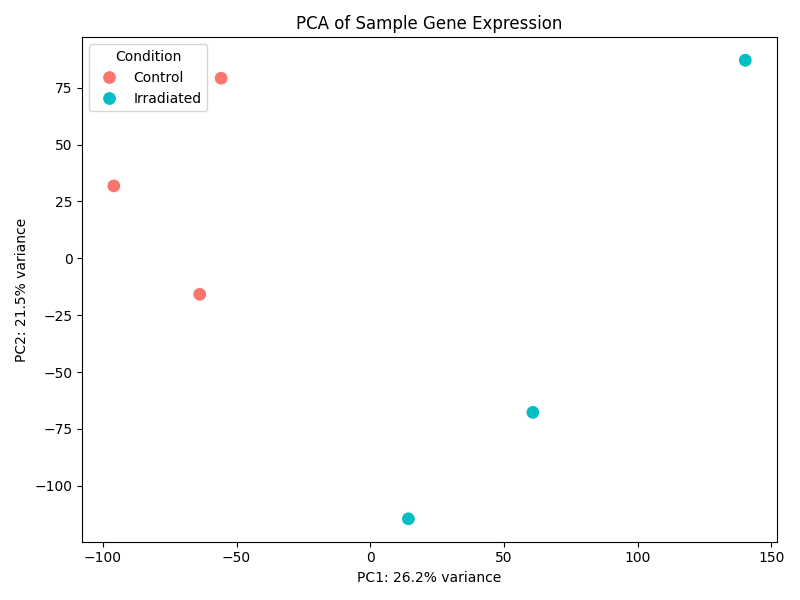 PCA of Sample Gene Expression
Condition
Control
Irradiated
75
50
25
0
−25
−50
−75
−100
PC2: 21.5% variance
−100
−50
0
50
100
150
PC1: 26.2% variance